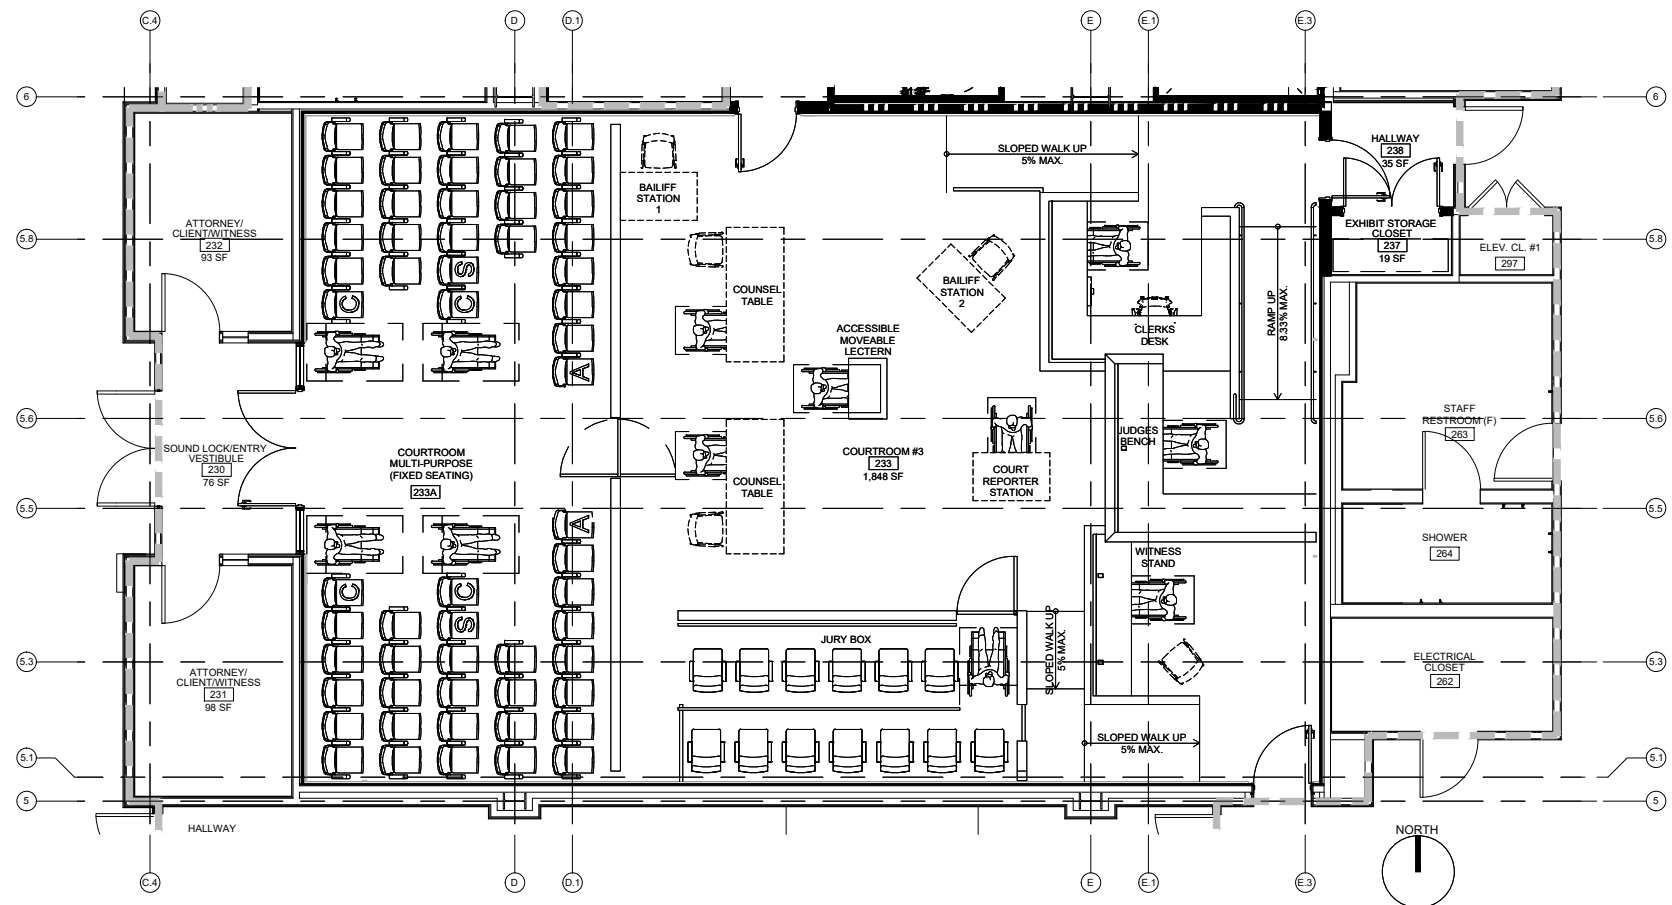 C.4
D
D.1
E
E.1
E.3
6
6
HALLWAY
238
35 SF
SLOPED WALK UP
5% MAX.
BAILIFF
STATION
1
ATTORNEY/
CLIENT/WITNESS
232
93 SF
5.8
5.8
EXHIBIT STORAGE
CLOSET
237
19 SF
ELEV. CL. #1
297
S
C
C
COUNSEL
TABLE
BAILIFF
STATION
2
RAMP UP
8.33% MAX.
ACCESSIBLE
MOVEABLE
LECTERN
CLERKS
DESK
A
5.6
5.6
STAFF
RESTROOM (F)
263
SOUND LOCK/ENTRY
VESTIBULE
230
76 SF
COURTROOM
MULTI-PURPOSE
(FIXED SEATING)
233A
COURTROOM #3
233
1,848 SF
JUDGES
BENCH
COURT
REPORTER
STATION
COUNSEL
TABLE
5.5
5.5
A
SHOWER
264
WITNESS
STAND
C
C
S
JURY BOX
SLOPED WALK UP
5% MAX.
5.3
5.3
ATTORNEY/
CLIENT/WITNESS
231
98 SF
ELECTRICAL
CLOSET
262
SLOPED WALK UP
5% MAX.
5.1
5.1
5
5
HALLWAY
NORTH
C.4
D
D.1
E
E.1
E.3